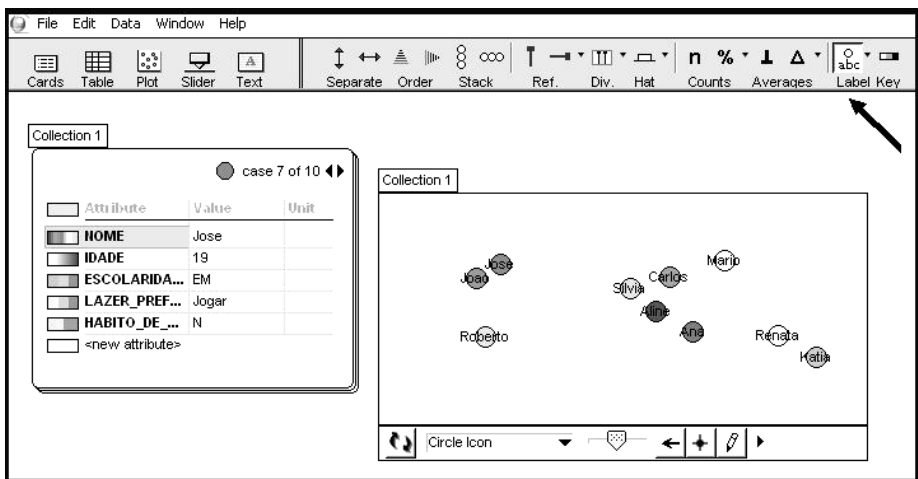 File Edit Data Window Help
Cards Table Plot Slider Text Separate Order Stack Ref. Div. Hat Counts Averages Label Key
A n % abc
Collection 1
case 7 of 10
Attribute Value Unit
NOME Jose
IDADE 19
ESCOLARIDA... EM
LAZER_PREF... Jogar
HABITO_DE_... N
<new attribute>
Collection 1
Mario
Jose
Joao
Carlos
Silvia
Aline
Ana
Roberto
Renata
Katia
Circle Icon